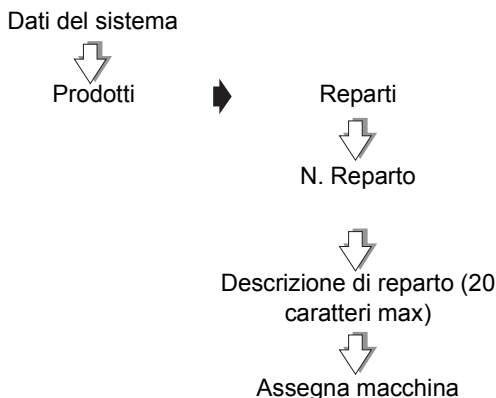 Dati del sistema
Prodotti
Reparti
N. Reparto
Descrizione di reparto (20
caratteri max)
Assegna macchina